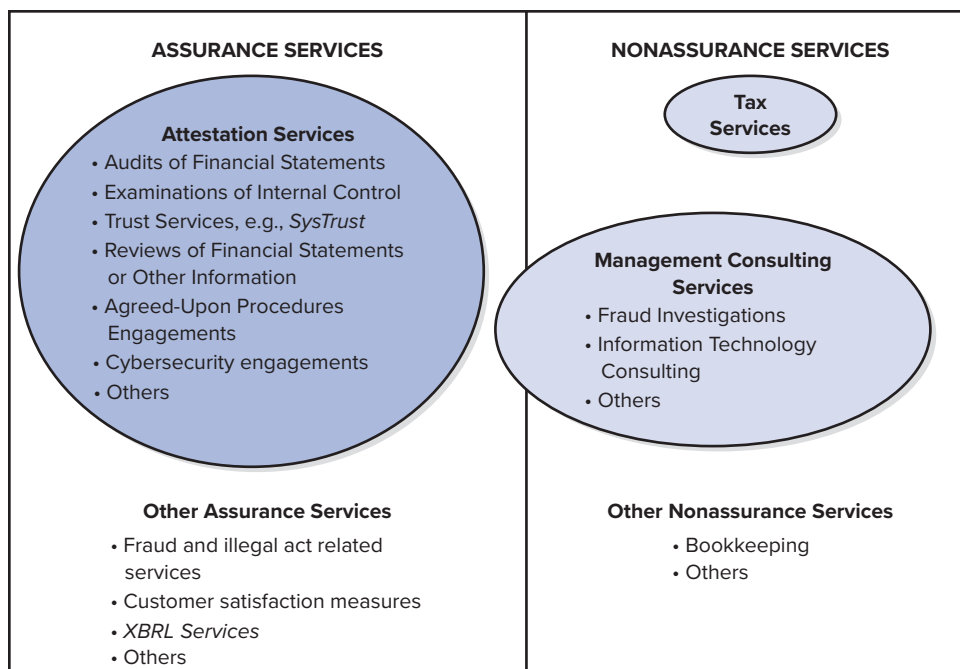 ASSURANCE SERVICES
Attestation Services
• Audits of Financial Statements
• Examinations of Internal Control
• Trust Services, e.g., SysTrust
• Reviews of Financial Statements
or Other Information
• Agreed-Upon Procedures
Engagements
• Cybersecurity engagements
• Others
Other Assurance Services
• Fraud and illegal act related
services
• Customer satisfaction measures
• XBRL Services
• Others
NONASSURANCE SERVICES
Tax
Services
Management Consulting
Services
• Fraud Investigations
• Information Technology
Consulting
• Others
Other Nonassurance Services
• Bookkeeping
• Others